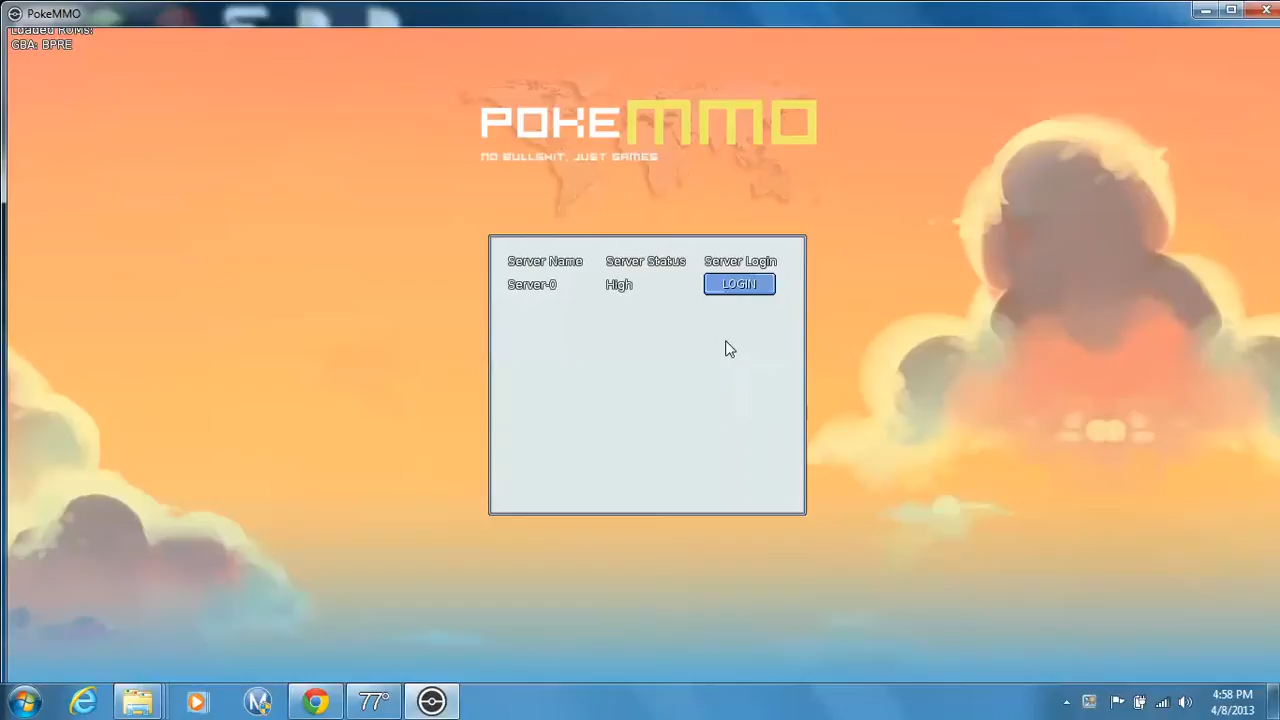 PokeMMO
Loaded ROMs:
GBA: BPRE
POKEMMO
NO BULLSHIT, JUST GAMES
Server Name Server Status Server Login
Server-0 High LOGIN
77°
4:58 PM
4/8/2013